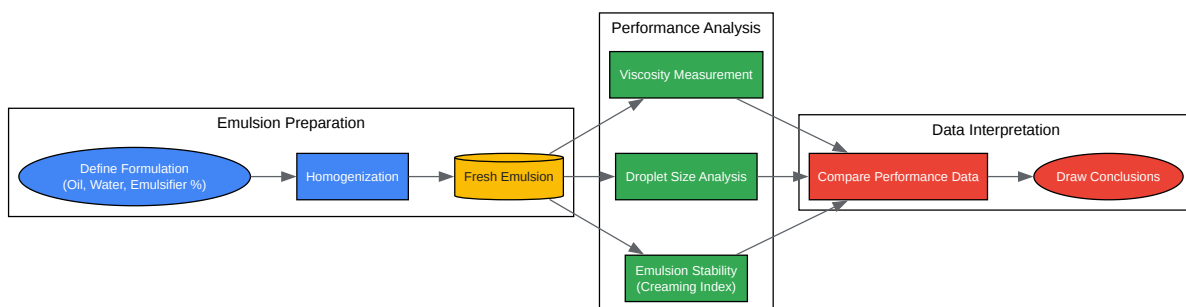 Emulsion Preparation
Define Formulation
(Oil, Water, Emulsifier %)
Homogenization
Fresh Emulsion
Performance Analysis
Viscosity Measurement
Droplet Size Analysis
Emulsion Stability
(Creaming Index)
Data Interpretation
Compare Performance Data
Draw Conclusions